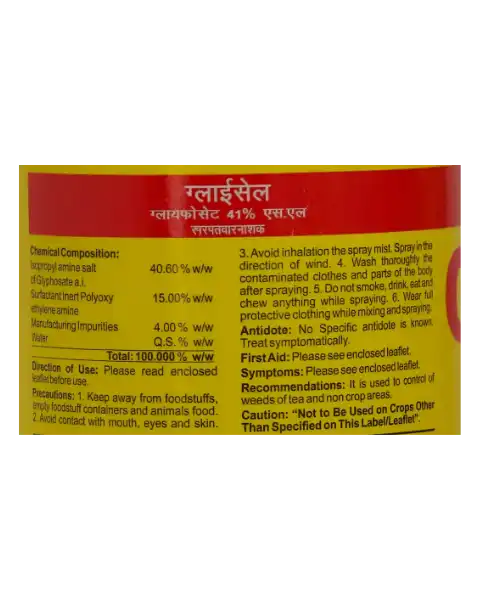 ग्लाईसेल
ग्लायफोसेट 41% एस.एल
खरपतवारनाशक
Chemical Composition:
Isopropyl amine salt 40.60% w/w
of Glyphosate a.i.
Surfactant Inert Polyoxy 15.00% w/w
ethylene amine
Manufacturing Impurities 4.00% w/w
Water Q.S. % w/w
Total: 100.000 % w/w
Direction of Use: Please read enclosed
leaflet before use.
Precautions: 1. Keep away from foodstuffs,
empty foodstuff containers and animals food.
2. Avoid contact with mouth, eyes and skin.
3. Avoid inhalation the spray mist. Spray in the
direction of wind. 4. Wash thoroughly the
contaminated clothes and parts of the body
after spraying. 5. Do not smoke, drink, eat and
chew anything while spraying. 6. Wear full
protective clothing while mixing and spraying.
Antidote: No Specific antidote is known.
Treat symptomatically.
First Aid: Please see enclosed leaflet.
Symptoms: Please see enclosed leaflet.
Recommendations: It is used to control of
weeds of tea and non crop areas.
Caution: “Not to Be Used on Crops Other
Than Specified on This Label/Leaflet”.